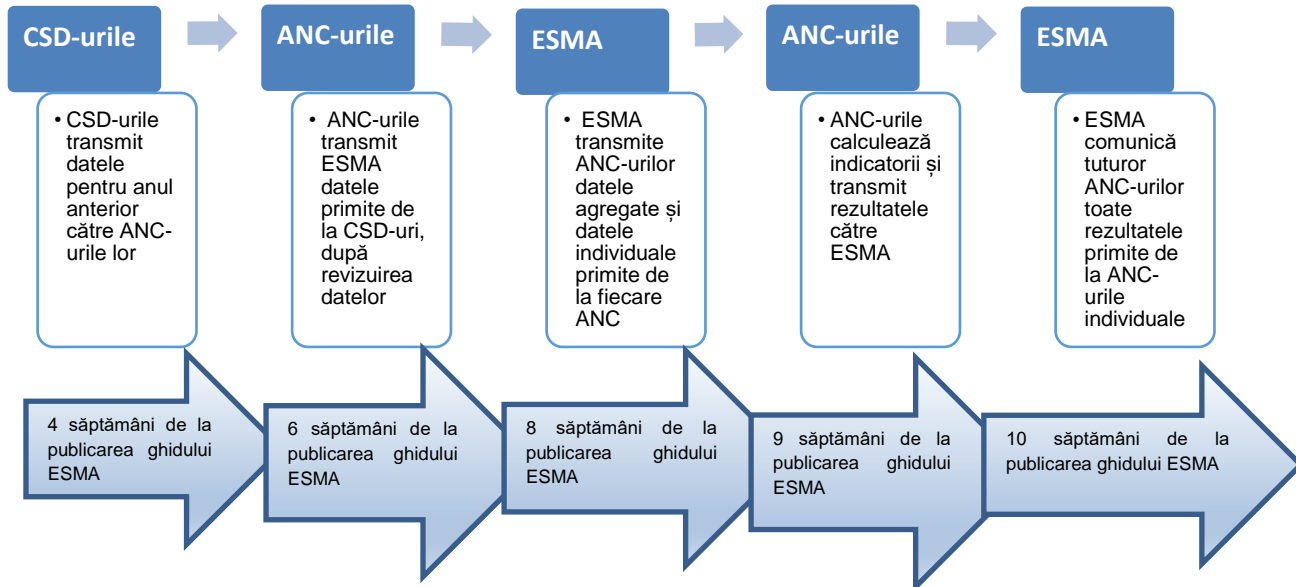 CSD-urile
ANC-urile
ESMA
ANC-urile
ESMA
• CSD-urile
transmit
datele
pentru anul
anterior
către ANC-
urile lor
• ANC-urile
transmit
ESMA
datele
primite de
la CSD-uri,
după
revizuirea
datelor
• ESMA
transmite
ANC-urilor
datele
agregate și
datele
individuale
primite de
la fiecare
ANC
• ANC-urile
calculează
indicatorii și
transmit
rezultatele
către
ESMA
• ESMA
comunică
tuturor
ANC-urilor
toate
rezultatele
primite de
la ANC-
urile
individuale
4 săptămâni de la
publicarea ghidului
ESMA
6 săptămâni de la
publicarea ghidului
ESMA
8 săptămâni de la
publicarea ghidului
ESMA
9 săptămâni de la
publicarea ghidului
ESMA
10 săptămâni de la
publicarea ghidului ESMA